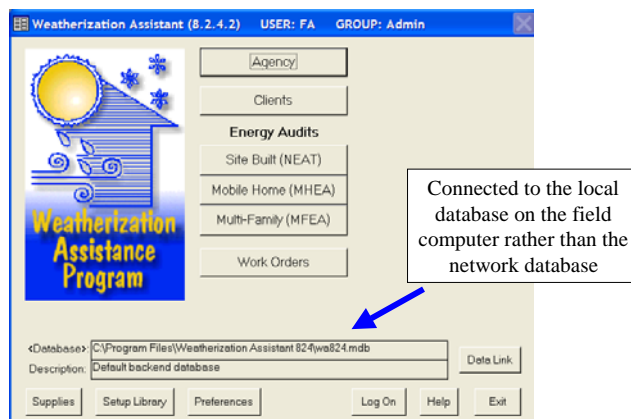 Weatherization Assistant (8.2.4.2) USER: FA GROUP: Admin
Agency
Clients
Energy Audits
Site Built (NEAT)
Mobile Home (MHEA)
Multi-Family (MFEA)
Work Orders
Weatherization
Assistance
Program
Connected to the local
database on the field
computer rather than the
network database
<Database>: C:\Program Files\Weatherization Assistant 824\wa824.mdb
Description: Default backend database
Data Link
Supplies
Setup Library
Preferences
Log On
Help
Exit